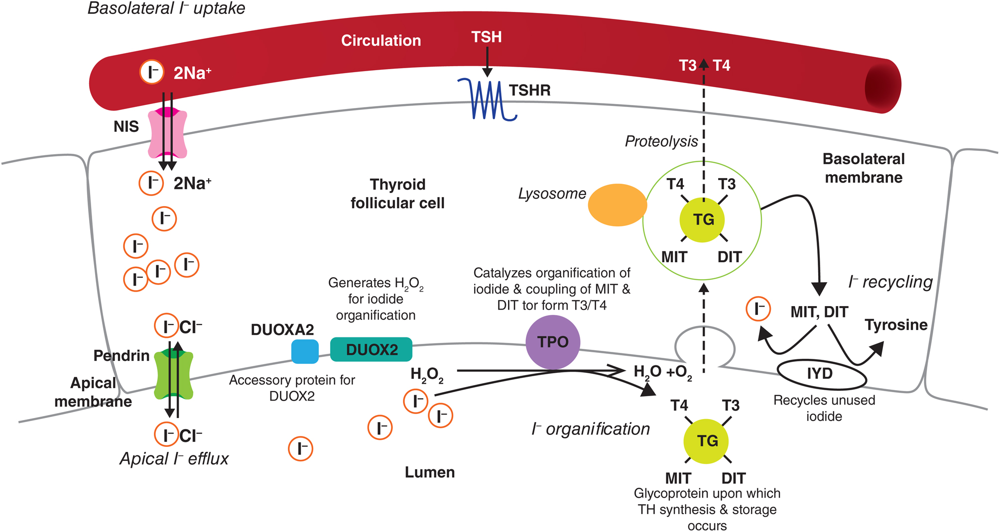 Basolateral I⁻ uptake
Circulation
TSH
I⁻ 2Na⁺
T3 T4
TSHR
NIS
Proteolysis
Basolateral
membrane
I⁻ 2Na⁺
Thyroid
follicular cell
Lysosome
T4 T3
TG
MIT DIT
I⁻
I⁻
I⁻
I⁻
I⁻
Generates H₂O₂
for iodide
organification
Catalyzes organification of
iodide & coupling of MIT &
DIT tor form T3/T4
I⁻ recycling
I⁻
MIT, DIT
Tyrosine
I⁻ Cl⁻
DUOXA2
DUOX2
TPO
Pendrin
Apical
membrane
Accessory protein for
DUOX2
H₂O₂
H₂O +O₂
IYD
Recycles unused
iodide
I⁻
I⁻
I⁻
I⁻
I⁻ Cl⁻
Apical I⁻ efflux
I⁻ organification
T4 T3
TG
MIT DIT
Lumen
Glycoprotein upon which
TH synthesis & storage
occurs